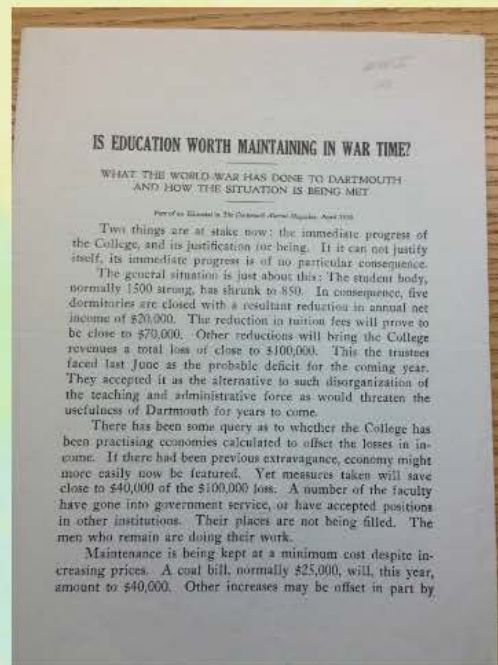 IS EDUCATION WORTH MAINTAINING IN WAR TIME?
WHAT THE WORLD WAR HAS DONE TO DARTMOUTH
AND HOW THE SITUATION IS BEING MET
Part of an Editorial in The Dartmouth Alumni Magazine, April 1918
Two things are at stake now: the immediate progress of
the College, and its justification for being. If it can not justify
itself, its immediate progress is of no particular consequence.
The general situation is just about this: The student body,
normally 1500 strong, has shrunk to 850. In consequence, five
dormitories are closed with a resultant reduction in annual net
income of $20,000. The reduction in tuition fees will prove to
be close to $70,000. Other reductions will bring the College
revenues a total loss of close to $100,000. This the trustees
faced last June as the probable deficit for the coming year.
They accepted it as the alternative to such disorganization of
the teaching and administrative force as would threaten the
usefulness of Dartmouth for years to come.
There has been some query as to whether the College has
been practising economies calculated to offset the losses in in-
come. If there had been previous extravagance, economy might
more easily now be featured. Yet measures taken will save
close to $40,000 of the $100,000 loss. A number of the faculty
have gone into government service, or have accepted positions
in other institutions. Their places are not being filled. The
men who remain are doing their work.
Maintenance is being kept at a minimum cost despite in-
creasing prices. A coal bill, normally $25,000, will, this year,
amount to $40,000. Other increases may be offset in part by